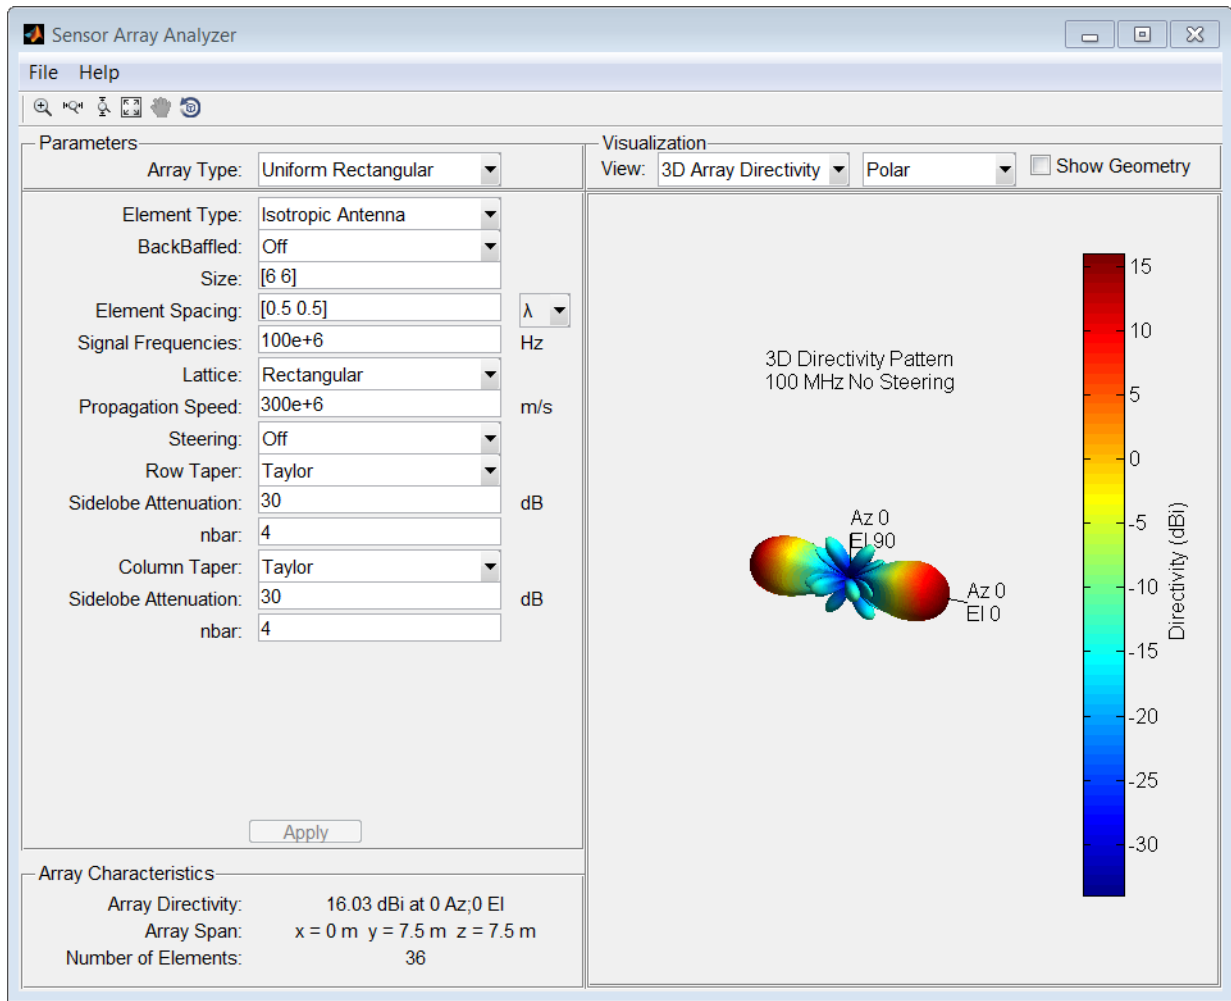 Sensor Array Analyzer
File Help
Parameters
Array Type: Uniform Rectangular
Element Type: Isotropic Antenna
BackBaffled: Off
Size: [6 6]
Element Spacing: [0.5 0.5] λ
Signal Frequencies: 100e+6 Hz
Lattice: Rectangular
Propagation Speed: 300e+6 m/s
Steering: Off
Row Taper: Taylor
Sidelobe Attenuation: 30 dB
nbar: 4
Column Taper: Taylor
Sidelobe Attenuation: 30 dB
nbar: 4
Apply
Array Characteristics
Array Directivity: 16.03 dBi at 0 Az;0 El
Array Span: x = 0 m y = 7.5 m z = 7.5 m
Number of Elements: 36
Visualization
View: 3D Array Directivity Polar Show Geometry
3D Directivity Pattern
100 MHz No Steering
Az 0
El 90
Az 0
El 0
15
10
5
0
-5
-10
-15
-20
-25
-30
Directivity (dBi)